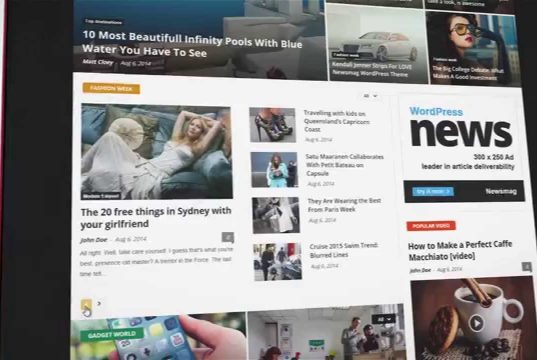 Top destinations
10 Most Beautifull Infinity Pools With Blue
Water You Have To See
Matt Cloey Aug 6, 2014
take a look, is awesome
Fashion week
Kendall Jenner Strips For LOVE
Newsmag WordPress Theme
Fashion week
The Big College Debate: What
Makes A Good Investment
FASHION WEEK
All
Module 1 layout
The 20 free things in Sydney with
your girlfriend
John Doe - Aug 6, 2014
All right. Well, take care yourself. I guess that's what you're
best, presence old master? A tremor in the Force. The last
time felt...
Travelling with kids on
Queensland's Capricorn
Coast
Aug 6, 2014
Satu Maaranen Collaborates
With Petit Bateau on
Capsule
Aug 6, 2014
They Are Wearing the Best
From Paris Week
Aug 6, 2014
Cruise 2015 Swim Trend:
Blurred Lines
Aug 6, 2014
WordPress
news
300 x 250 Ad
leader in article deliverability
Newsmag
POPULAR VIDEO
How to Make a Perfect Caffe
Macchiato [video]
John Doe - Aug 6, 2014
GADGET WORLD
All